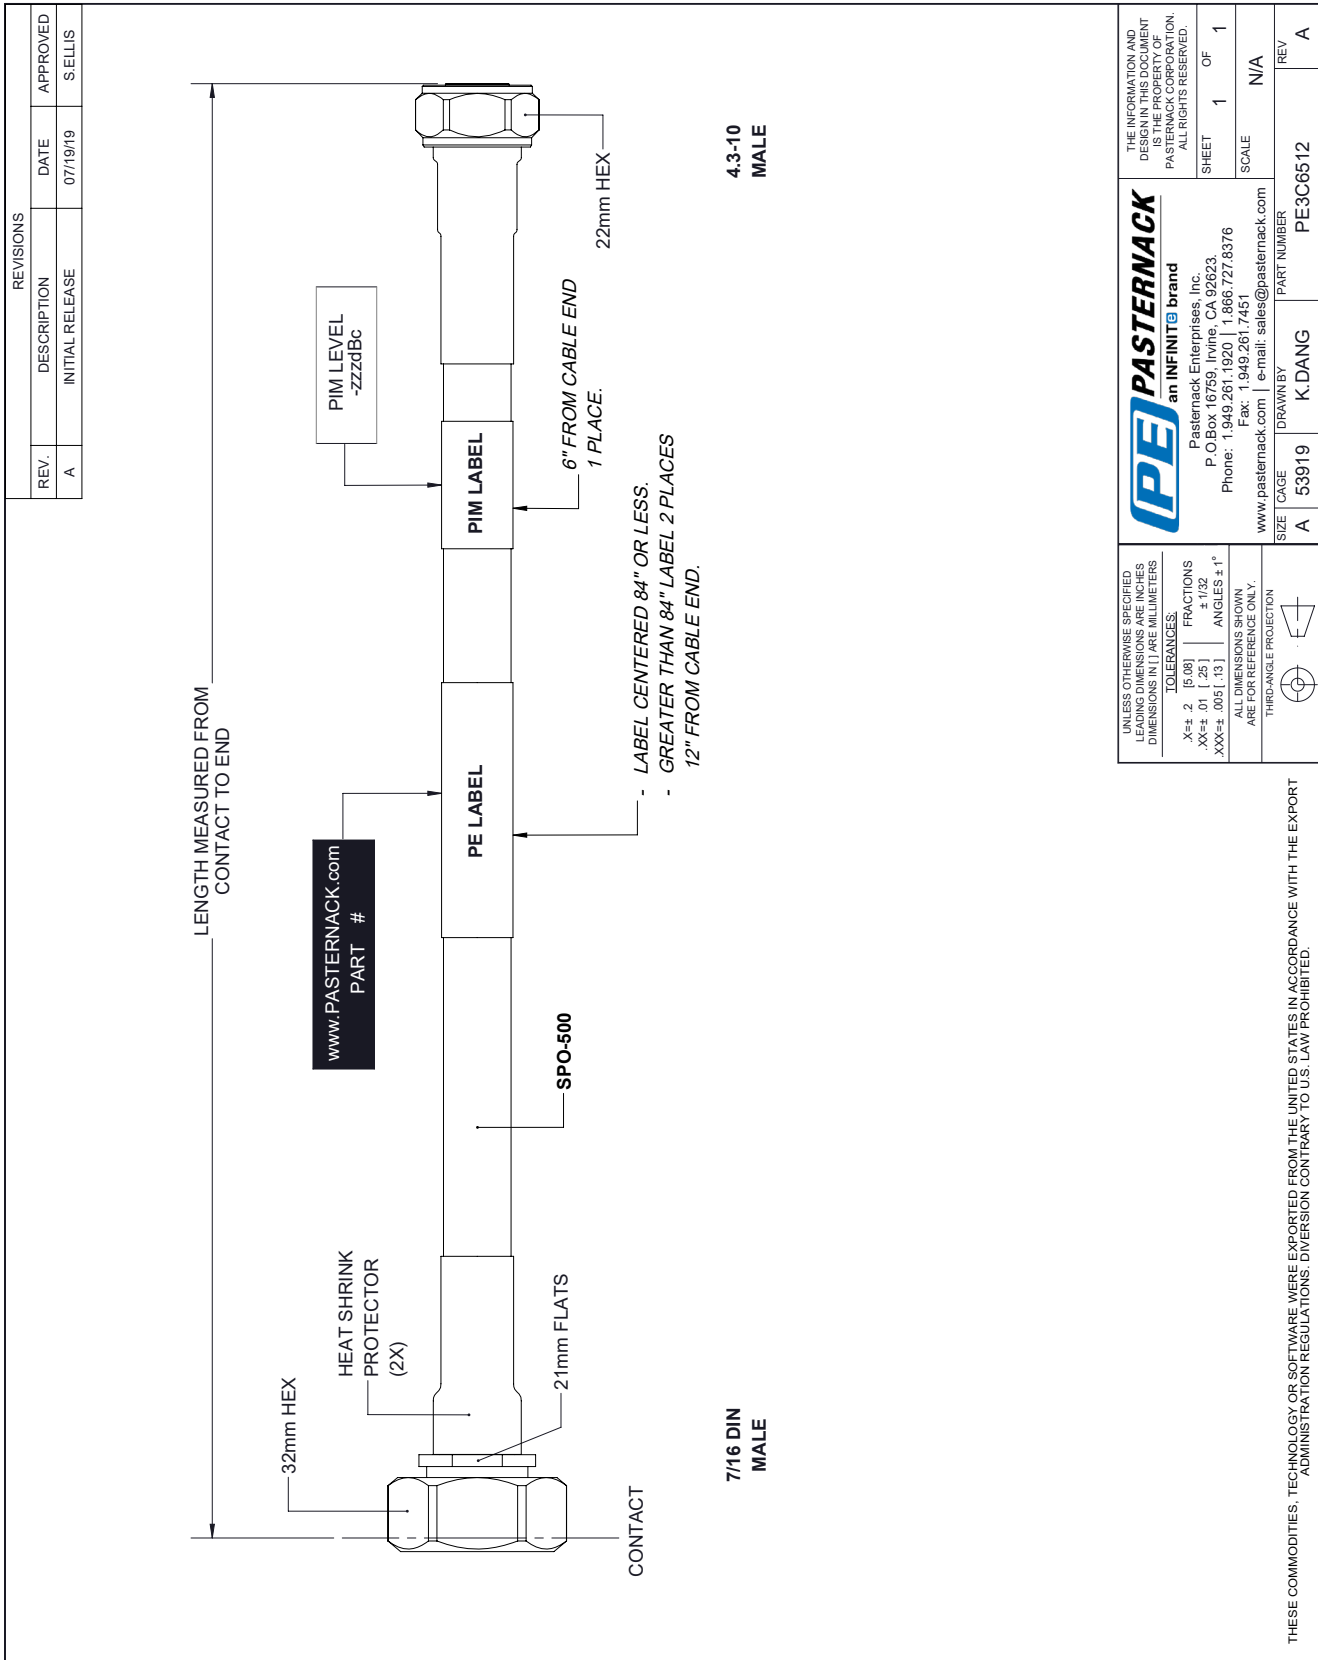 REVISIONS
REV. DESCRIPTION DATE APPROVED
A INITIAL RELEASE 07/19/19 S.ELLIS
LENGTH MEASURED FROM
CONTACT TO END
www.PASTERNACK.com
PART #
PIM LEVEL
-zzzdBc
32mm HEX
HEAT SHRINK
PROTECTOR
(2X)
PE LABEL
PIM LABEL
21mm FLATS
SPO-500
22mm HEX
6" FROM CABLE END
1 PLACE.
- LABEL CENTERED 84" OR LESS.
- GREATER THAN 84" LABEL 2 PLACES
12" FROM CABLE END.
CONTACT
7/16 DIN
MALE
4.3-10
MALE
UNLESS OTHERWISE SPECIFIED
LEADING DIMENSIONS ARE INCHES
DIMENSIONS IN [ ] ARE MILLIMETERS
TOLERANCES:
.X=± .2 [5.08] FRACTIONS
.XX=± .01 [ .25 ] ± 1/32
.XXX=± .005 [ .13 ] ANGLES ± 1°
ALL DIMENSIONS SHOWN
ARE FOR REFERENCE ONLY.
THIRD-ANGLE PROJECTION
PE PASTERNACK
an INFINITe brand
Pasternack Enterprises, Inc.
P.O.Box 16759, Irvine, CA 92623.
Phone: 1.949.261.1920 | 1.866.727.8376
Fax: 1.949.261.7451
www.pasternack.com | e-mail: sales@pasternack.com
THE INFORMATION AND
DESIGN IN THIS DOCUMENT
IS THE PROPERTY OF
PASTERNACK CORPORATION.
ALL RIGHTS RESERVED.
SHEET 1 OF 1
SCALE N/A
SIZE A
CAGE 53919
DRAWN BY K.DANG
PART NUMBER PE3C6512
REV A
THESE COMMODITIES, TECHNOLOGY OR SOFTWARE WERE EXPORTED FROM THE UNITED STATES IN ACCORDANCE WITH THE EXPORT
ADMINISTRATION REGULATIONS. DIVERSION CONTRARY TO U.S. LAW PROHIBITED.